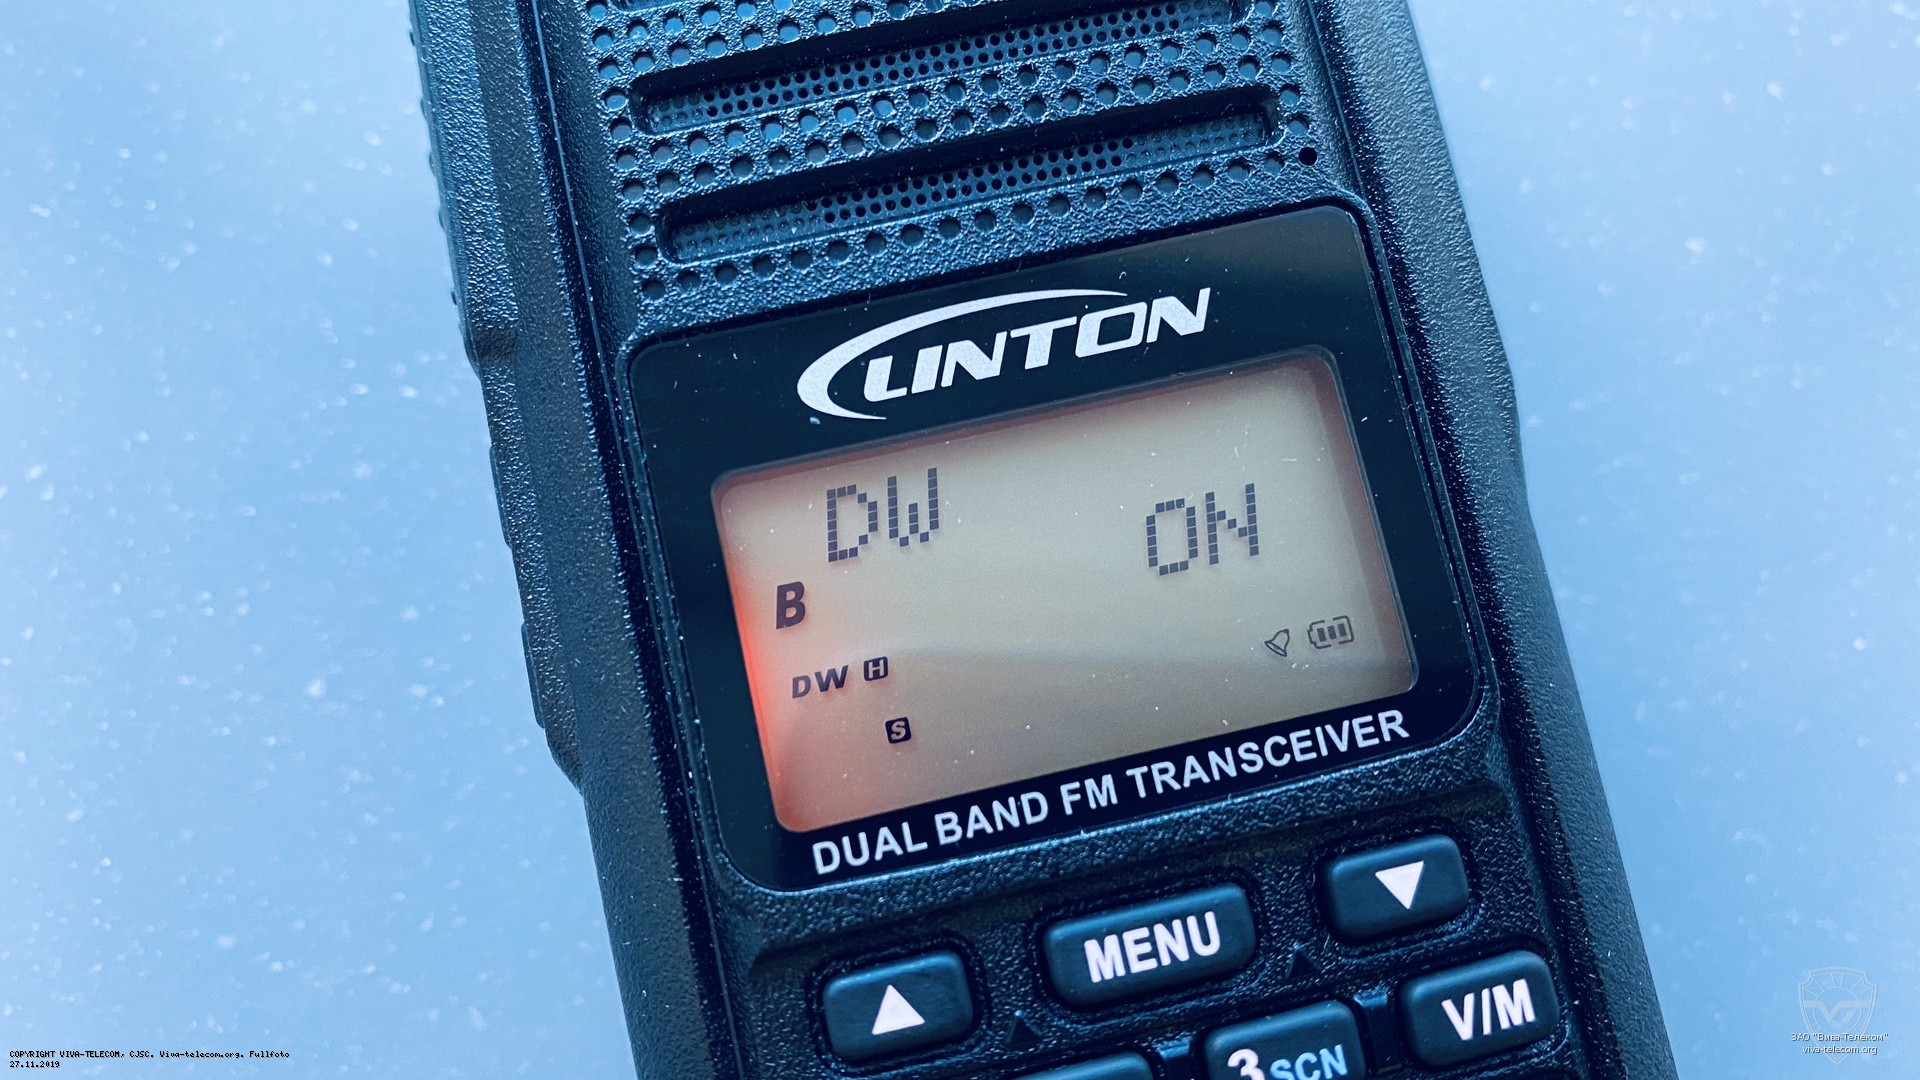 LINTON
DW ON
B
DW H
S
DUAL BAND FM TRANSCEIVER
MENU
V/M
3 SCN
COPYRIGHT VIVA-TELECOM, CJSC. Viva-telecom.org. Fullfoto
27.11.2019
ЗАО "Вива-Телеком"
viva-telecom.org